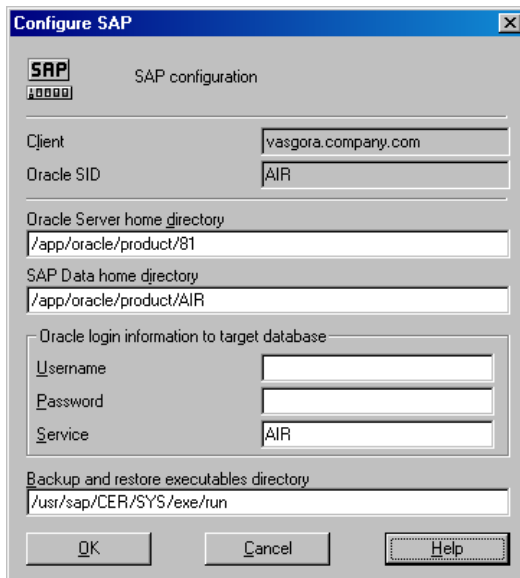 Configure SAP
SAP
SAP configuration
Client
vasgora.company.com
Oracle SID
AIR
Oracle Server home directory
/app/oracle/product/81
SAP Data home directory
/app/oracle/product/AIR
Oracle login information to target database
Username
Password
Service
AIR
Backup and restore executables directory
/usr/sap/CER/SYS/exe/run
OK
Cancel
Help